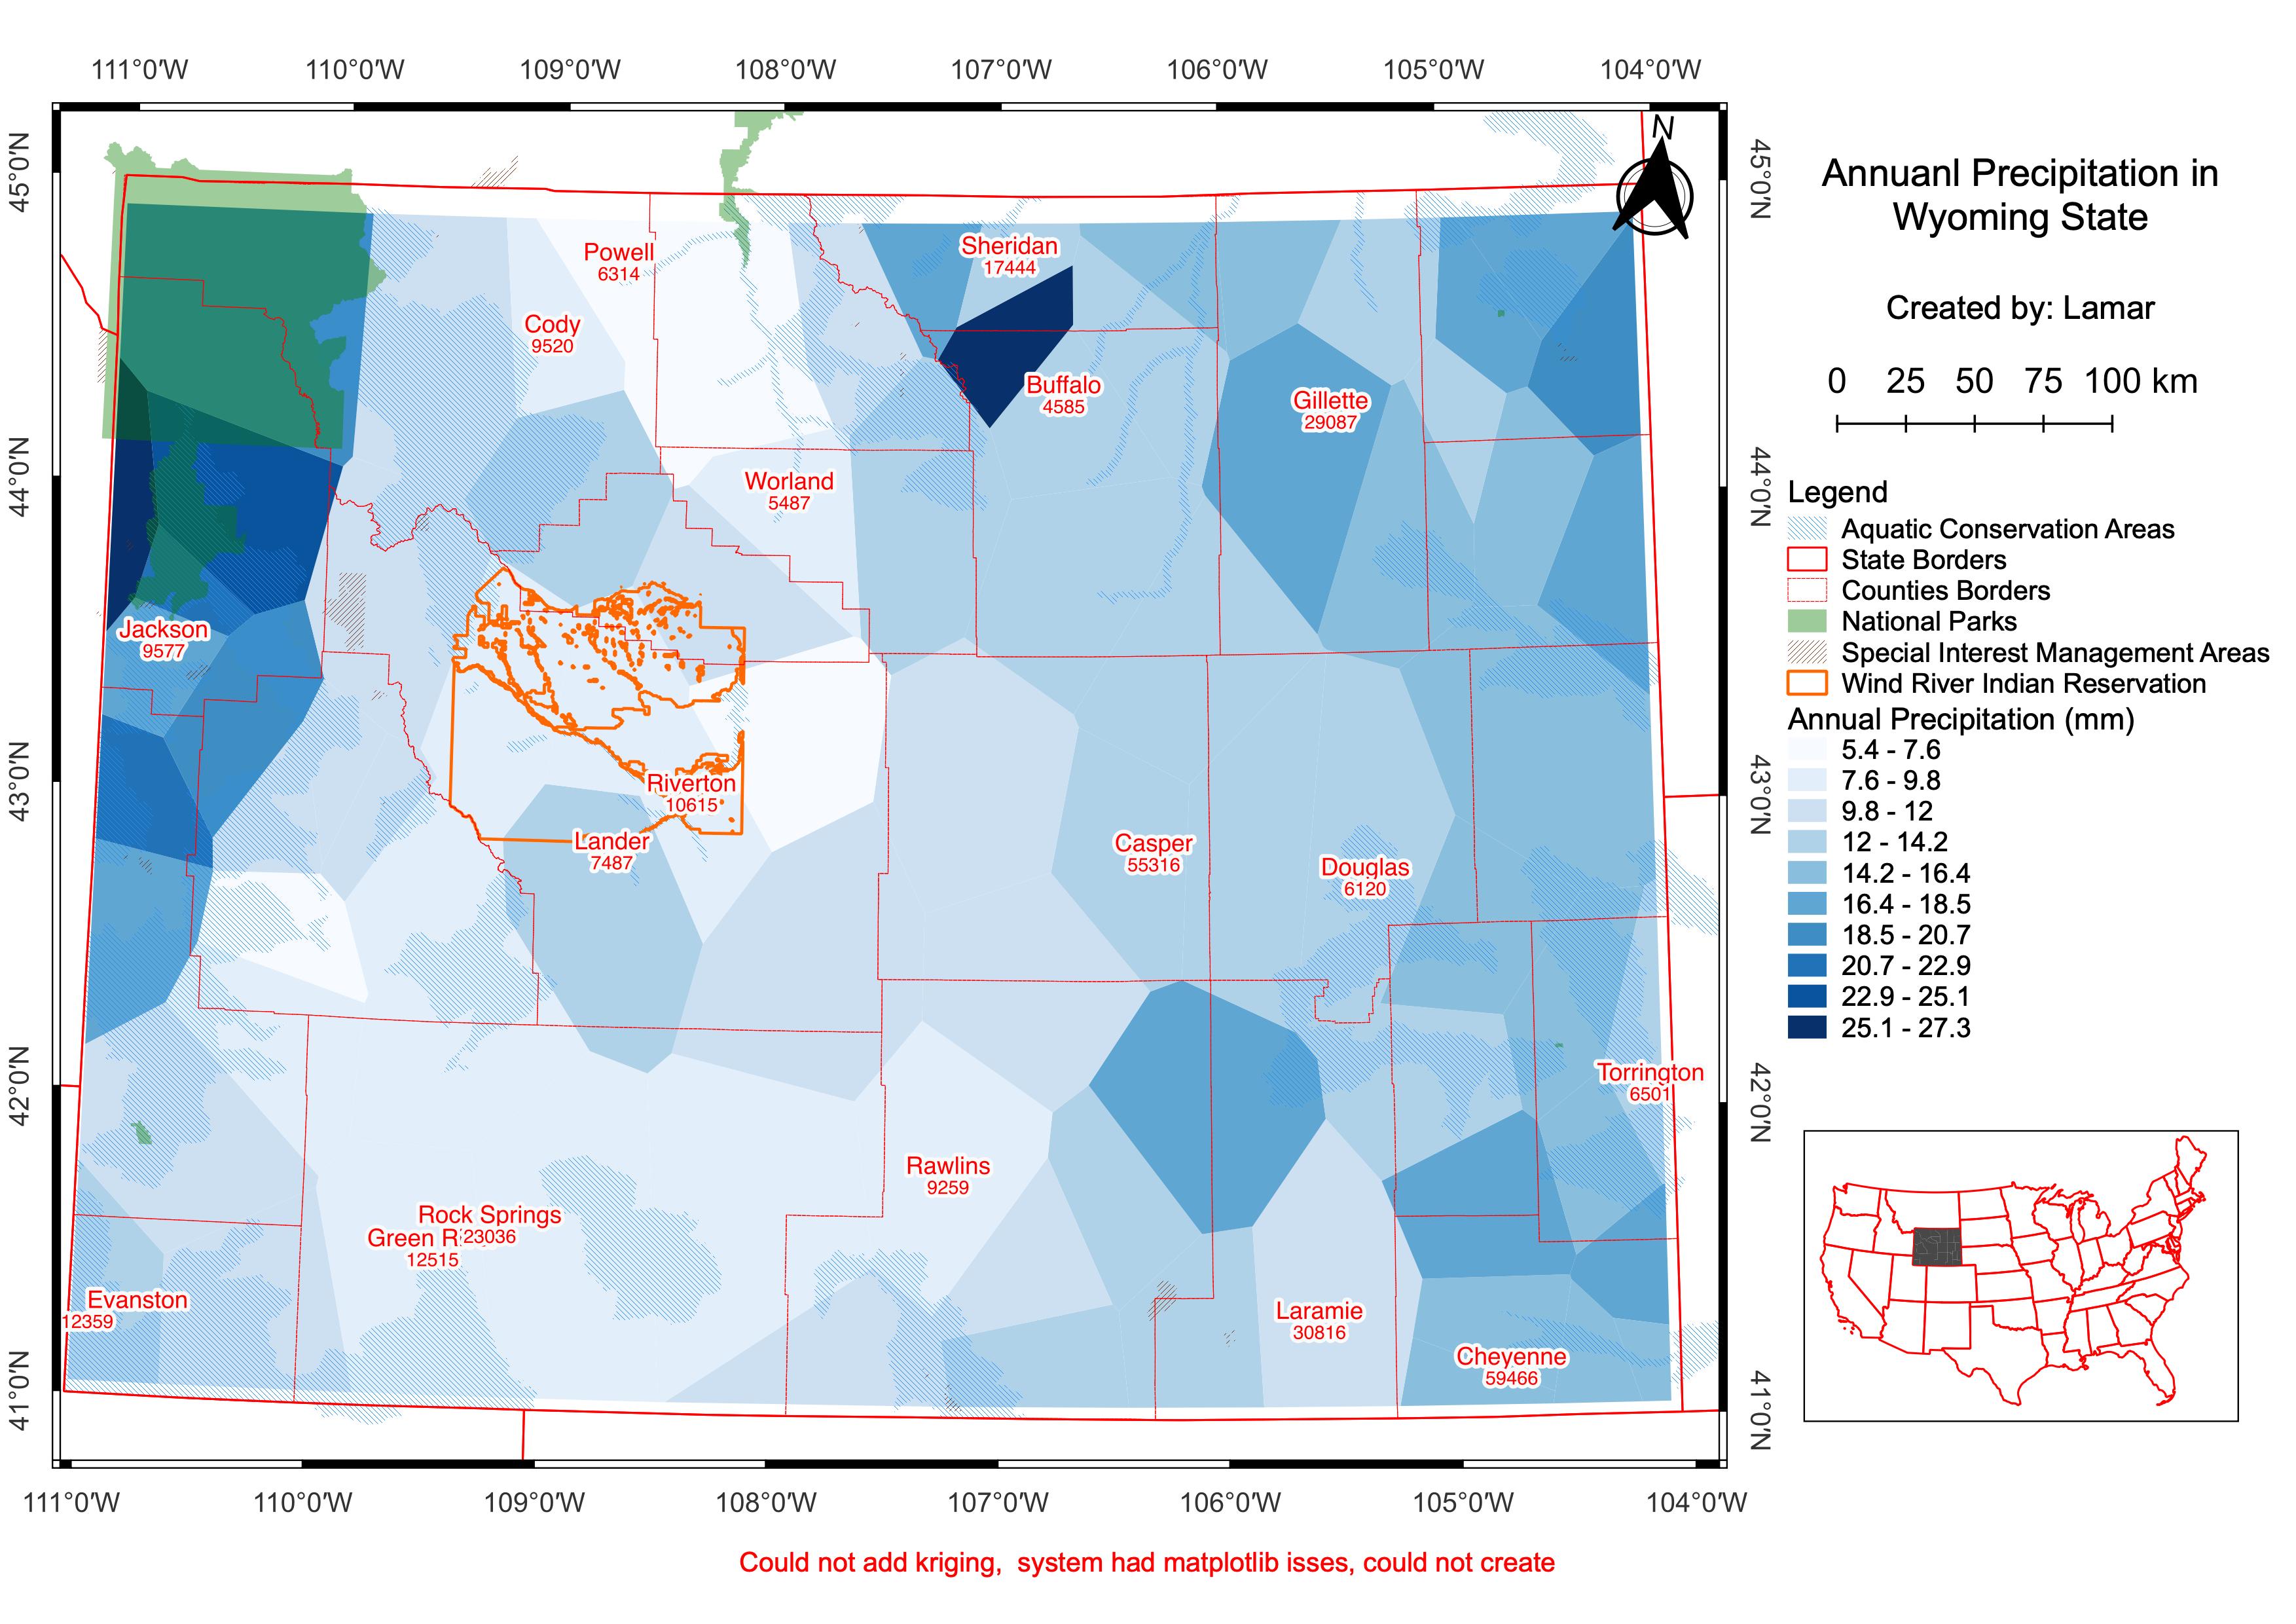 111°0′W 110°0′W 109°0′W 108°0′W 107°0′W 106°0′W 105°0′W 104°0′W
45°0′N
44°0′N
43°0′N
42°0′N
41°0′N
N
Powell
6314
Sheridan
17444
Cody
9520
Buffalo
4585
Gillette
29087
Worland
5487
Jackson
9577
Riverton
10615
Lander
7487
Casper
55316
Douglas
6120
Torrington
6501
Rawlins
9259
Rock Springs
23036
Green R
12515
Evanston
12359
Laramie
30816
Cheyenne
59466
45°0′N
44°0′N
43°0′N
42°0′N
41°0′N
111°0′W 110°0′W 109°0′W 108°0′W 107°0′W 106°0′W 105°0′W 104°0′W
Annuanl Precipitation in
Wyoming State
Created by: Lamar
0 25 50 75 100 km
Legend
Aquatic Conservation Areas
State Borders
Counties Borders
National Parks
Special Interest Management Areas
Wind River Indian Reservation
Annual Precipitation (mm)
5.4 - 7.6
7.6 - 9.8
9.8 - 12
12 - 14.2
14.2 - 16.4
16.4 - 18.5
18.5 - 20.7
20.7 - 22.9
22.9 - 25.1
25.1 - 27.3
Could not add kriging,  system had matplotlib isses, could not create